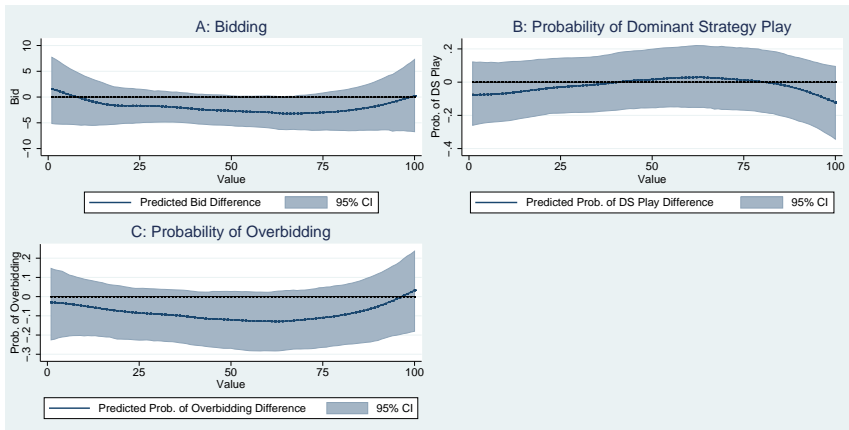 A: Bidding
Bid
10
5
0
−5
−10
0 25 50 75 100
Value
Predicted Bid Difference 95% CI
B: Probability of Dominant Strategy Play
Prob. of DS Play
.2
0
−.2
−.4
0 25 50 75 100
Value
Predicted Prob. of DS Play Difference 95% CI
C: Probability of Overbidding
Prob. of Overbidding
.2
.1
0
−.1
−.2
−.3
0 25 50 75 100
Value
Predicted Prob. of Overbidding Difference 95% CI